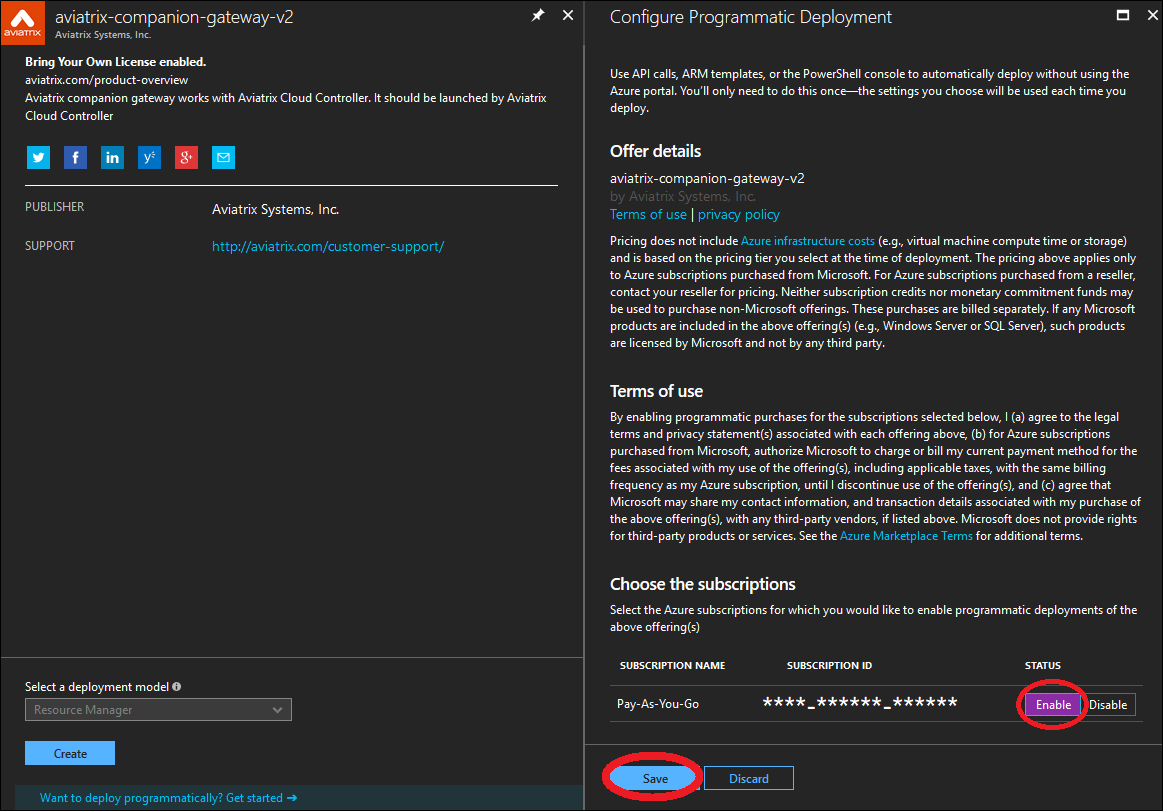 aviatrix
aviatrix-companion-gateway-v2
Aviatrix Systems, Inc.
Bring Your Own License enabled.
aviatrix.com/product-overview
Aviatrix companion gateway works with Aviatrix Cloud Controller. It should be launched by Aviatrix
Cloud Controller
f
in
y
g+
PUBLISHER
Aviatrix Systems, Inc.
SUPPORT
http://aviatrix.com/customer-support/
Select a deployment model
Resource Manager
Create
Want to deploy programmatically? Get started →
Configure Programmatic Deployment
Use API calls, ARM templates, or the PowerShell console to automatically deploy without using the
Azure portal. You'll only need to do this once—the settings you choose will be used each time you
deploy.
Offer details
aviatrix-companion-gateway-v2
by Aviatrix Systems, Inc.
Terms of use | privacy policy
Pricing does not include Azure infrastructure costs (e.g., virtual machine compute time or storage)
and is based on the pricing tier you select at the time of deployment. The pricing above applies only
to Azure subscriptions purchased from Microsoft. For Azure subscriptions purchased from a reseller,
contact your reseller for pricing. Neither subscription credits nor monetary commitment funds may
be used to purchase non-Microsoft offerings. These purchases are billed separately. If any Microsoft
products are included in the above offering(s) (e.g., Windows Server or SQL Server), such products
are licensed by Microsoft and not by any third party.
Terms of use
By enabling programmatic purchases for the subscriptions selected below, I (a) agree to the legal
terms and privacy statement(s) associated with each offering above, (b) for Azure subscriptions
purchased from Microsoft, authorize Microsoft to charge or bill my current payment method for the
fees associated with my use of the offering(s), including applicable taxes, with the same billing
frequency as my Azure subscription, until I discontinue use of the offering(s), and (c) agree that
Microsoft may share my contact information, and transaction details associated with my purchase of
the above offering(s), with any third-party vendors, if listed above. Microsoft does not provide rights
for third-party products or services. See the Azure Marketplace Terms for additional terms.
Choose the subscriptions
Select the Azure subscriptions for which you would like to enable programmatic deployments of the
above offering(s)
SUBSCRIPTION NAME SUBSCRIPTION ID STATUS
Pay-As-You-Go ****_******_****** Enable Disable
Save Discard